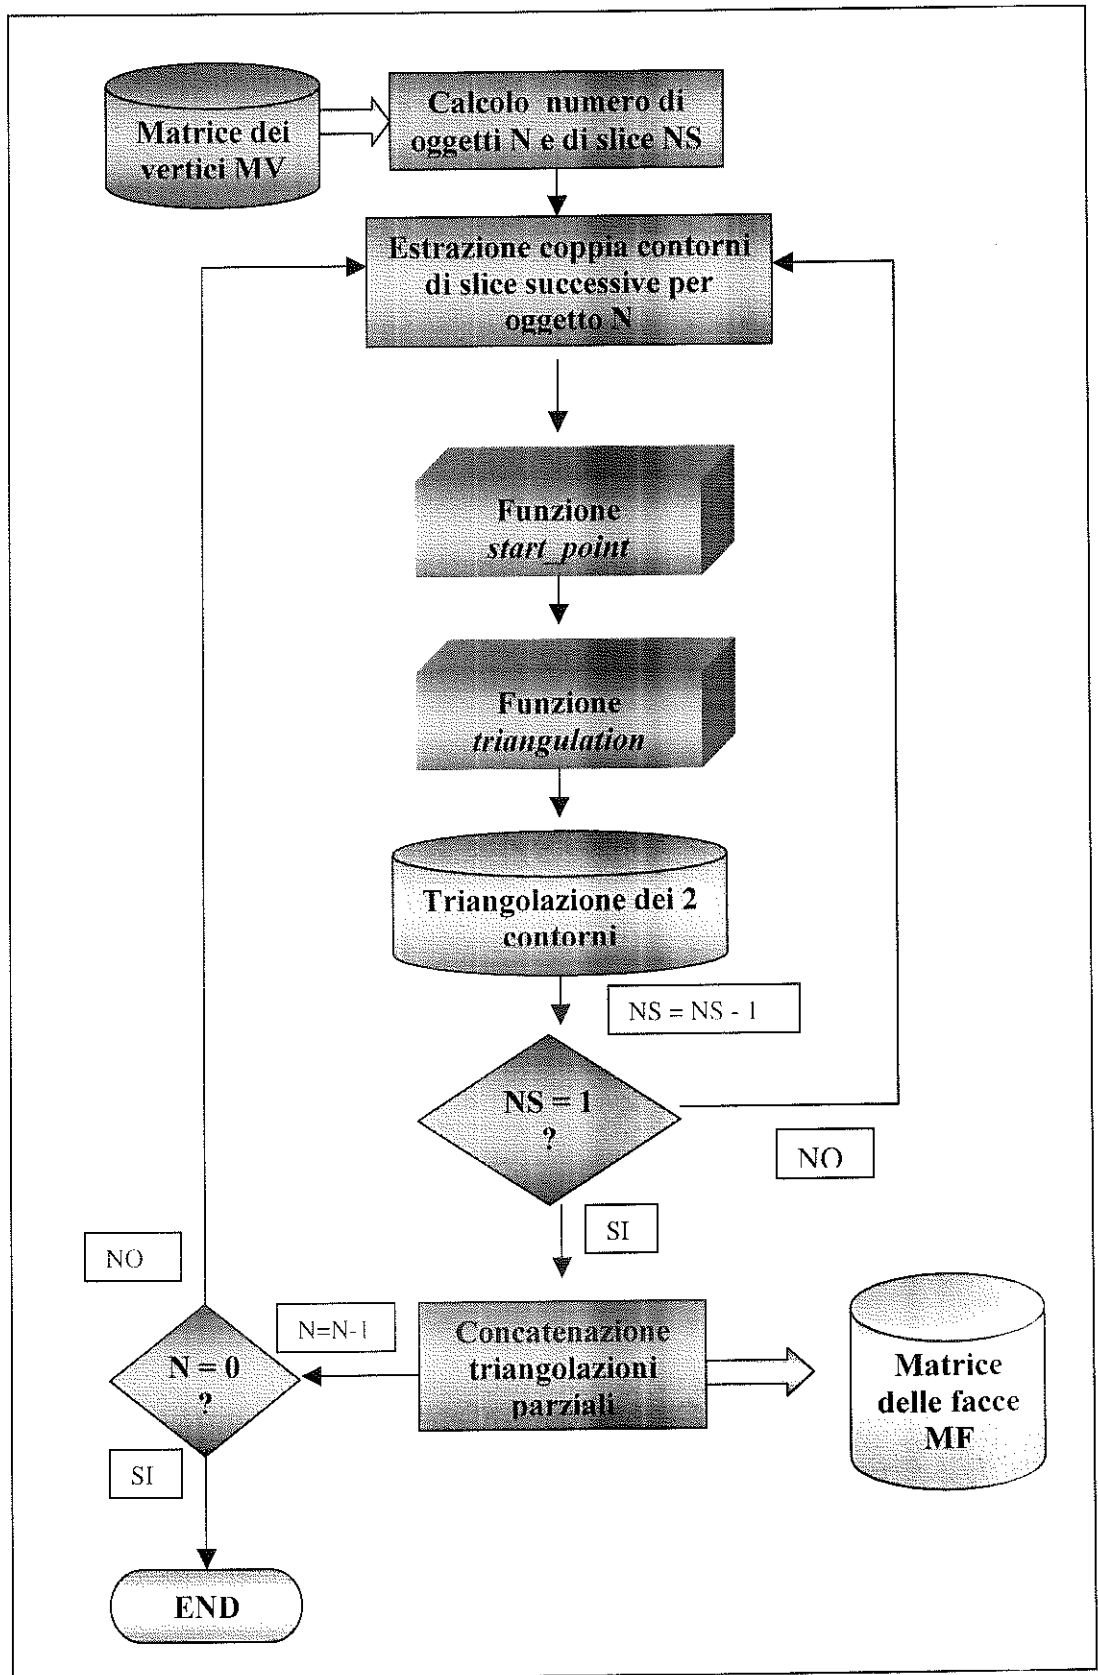 Matrice dei
vertici MV
Calcolo numero di
oggetti N e di slice NS
Estrazione coppia contorni
di slice successive per
oggetto N
Funzione
start_point
Funzione
triangulation
Triangolazione dei 2
contorni
NS = NS - 1
NS = 1
?
NO
SI
NO
N=N-1
Concatenazione
triangolazioni
parziali
N = 0
?
Matrice
delle facce
MF
SI
END